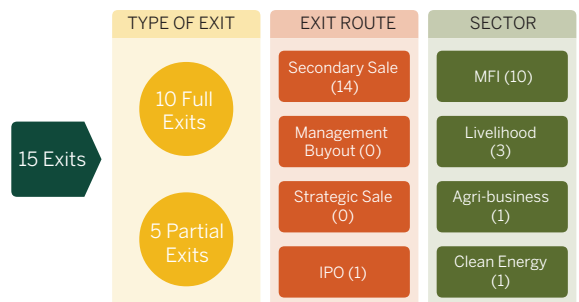 TYPE OF EXIT
EXIT ROUTE
SECTOR
15 Exits
10 Full
Exits
5 Partial
Exits
Secondary Sale
(14)
Management
Buyout (0)
Strategic Sale
(0)
IPO (1)
MFI (10)
Livelihood
(3)
Agri-business
(1)
Clean Energy
(1)